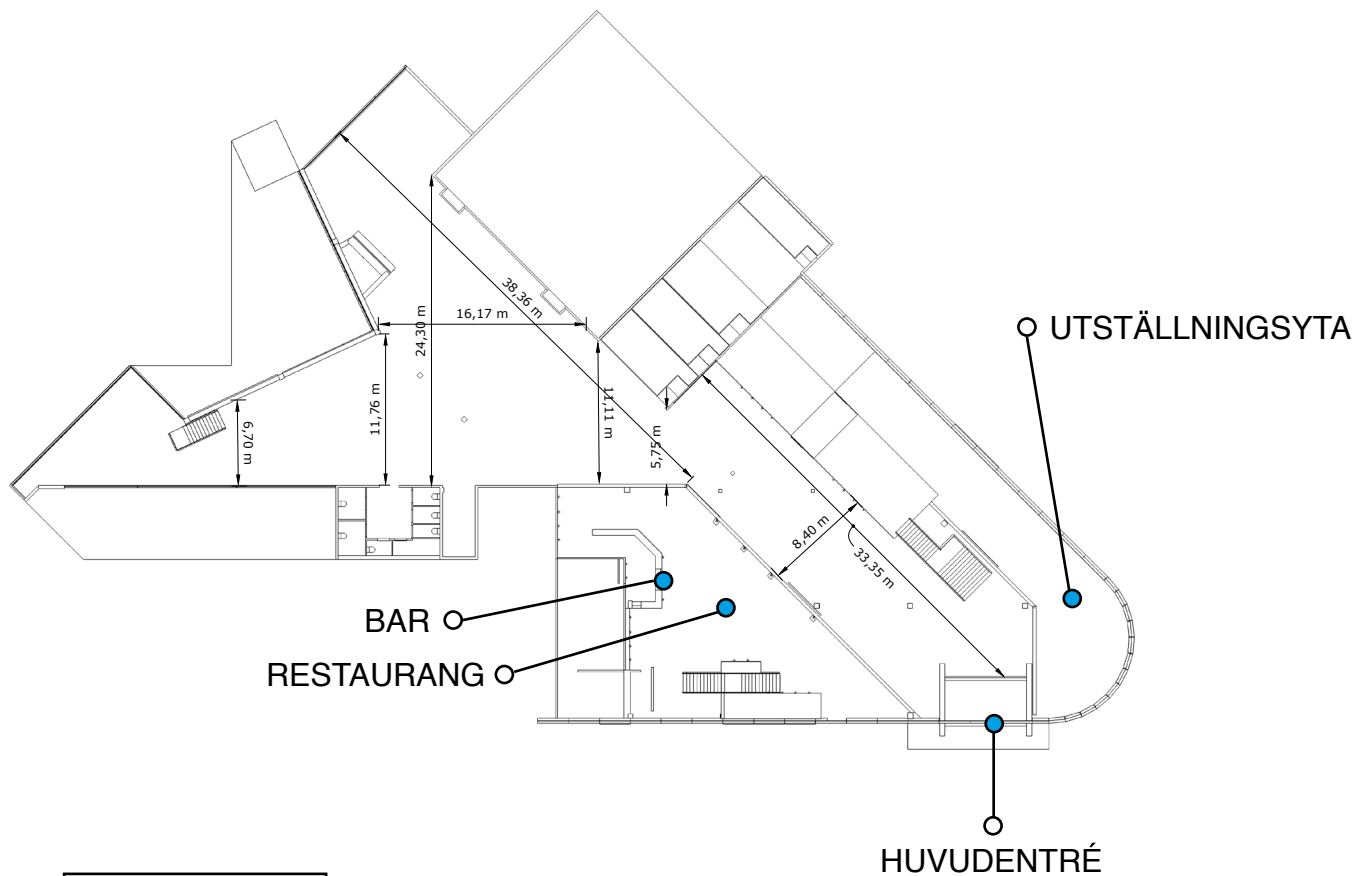 38,36 m
16,17 m
24,30 m
11,76 m
6,70 m
11,11 m
5,75 m
8,40 m
33,35 m
UTSTÄLLNINGSYTA
BAR
RESTAURANG
HUVUDENTRÉ